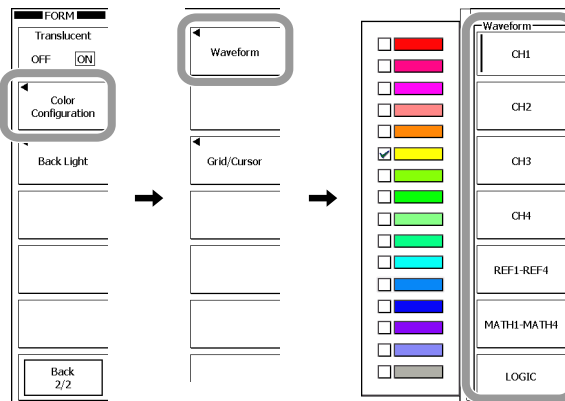 FORM
Translucent
OFF ON
Color
Configuration
Back Light
Back
2/2
Waveform
Grid/Cursor
Waveform
CH1
CH2
CH3
CH4
REF1-REF4
MATH1-MATH4
LOGIC